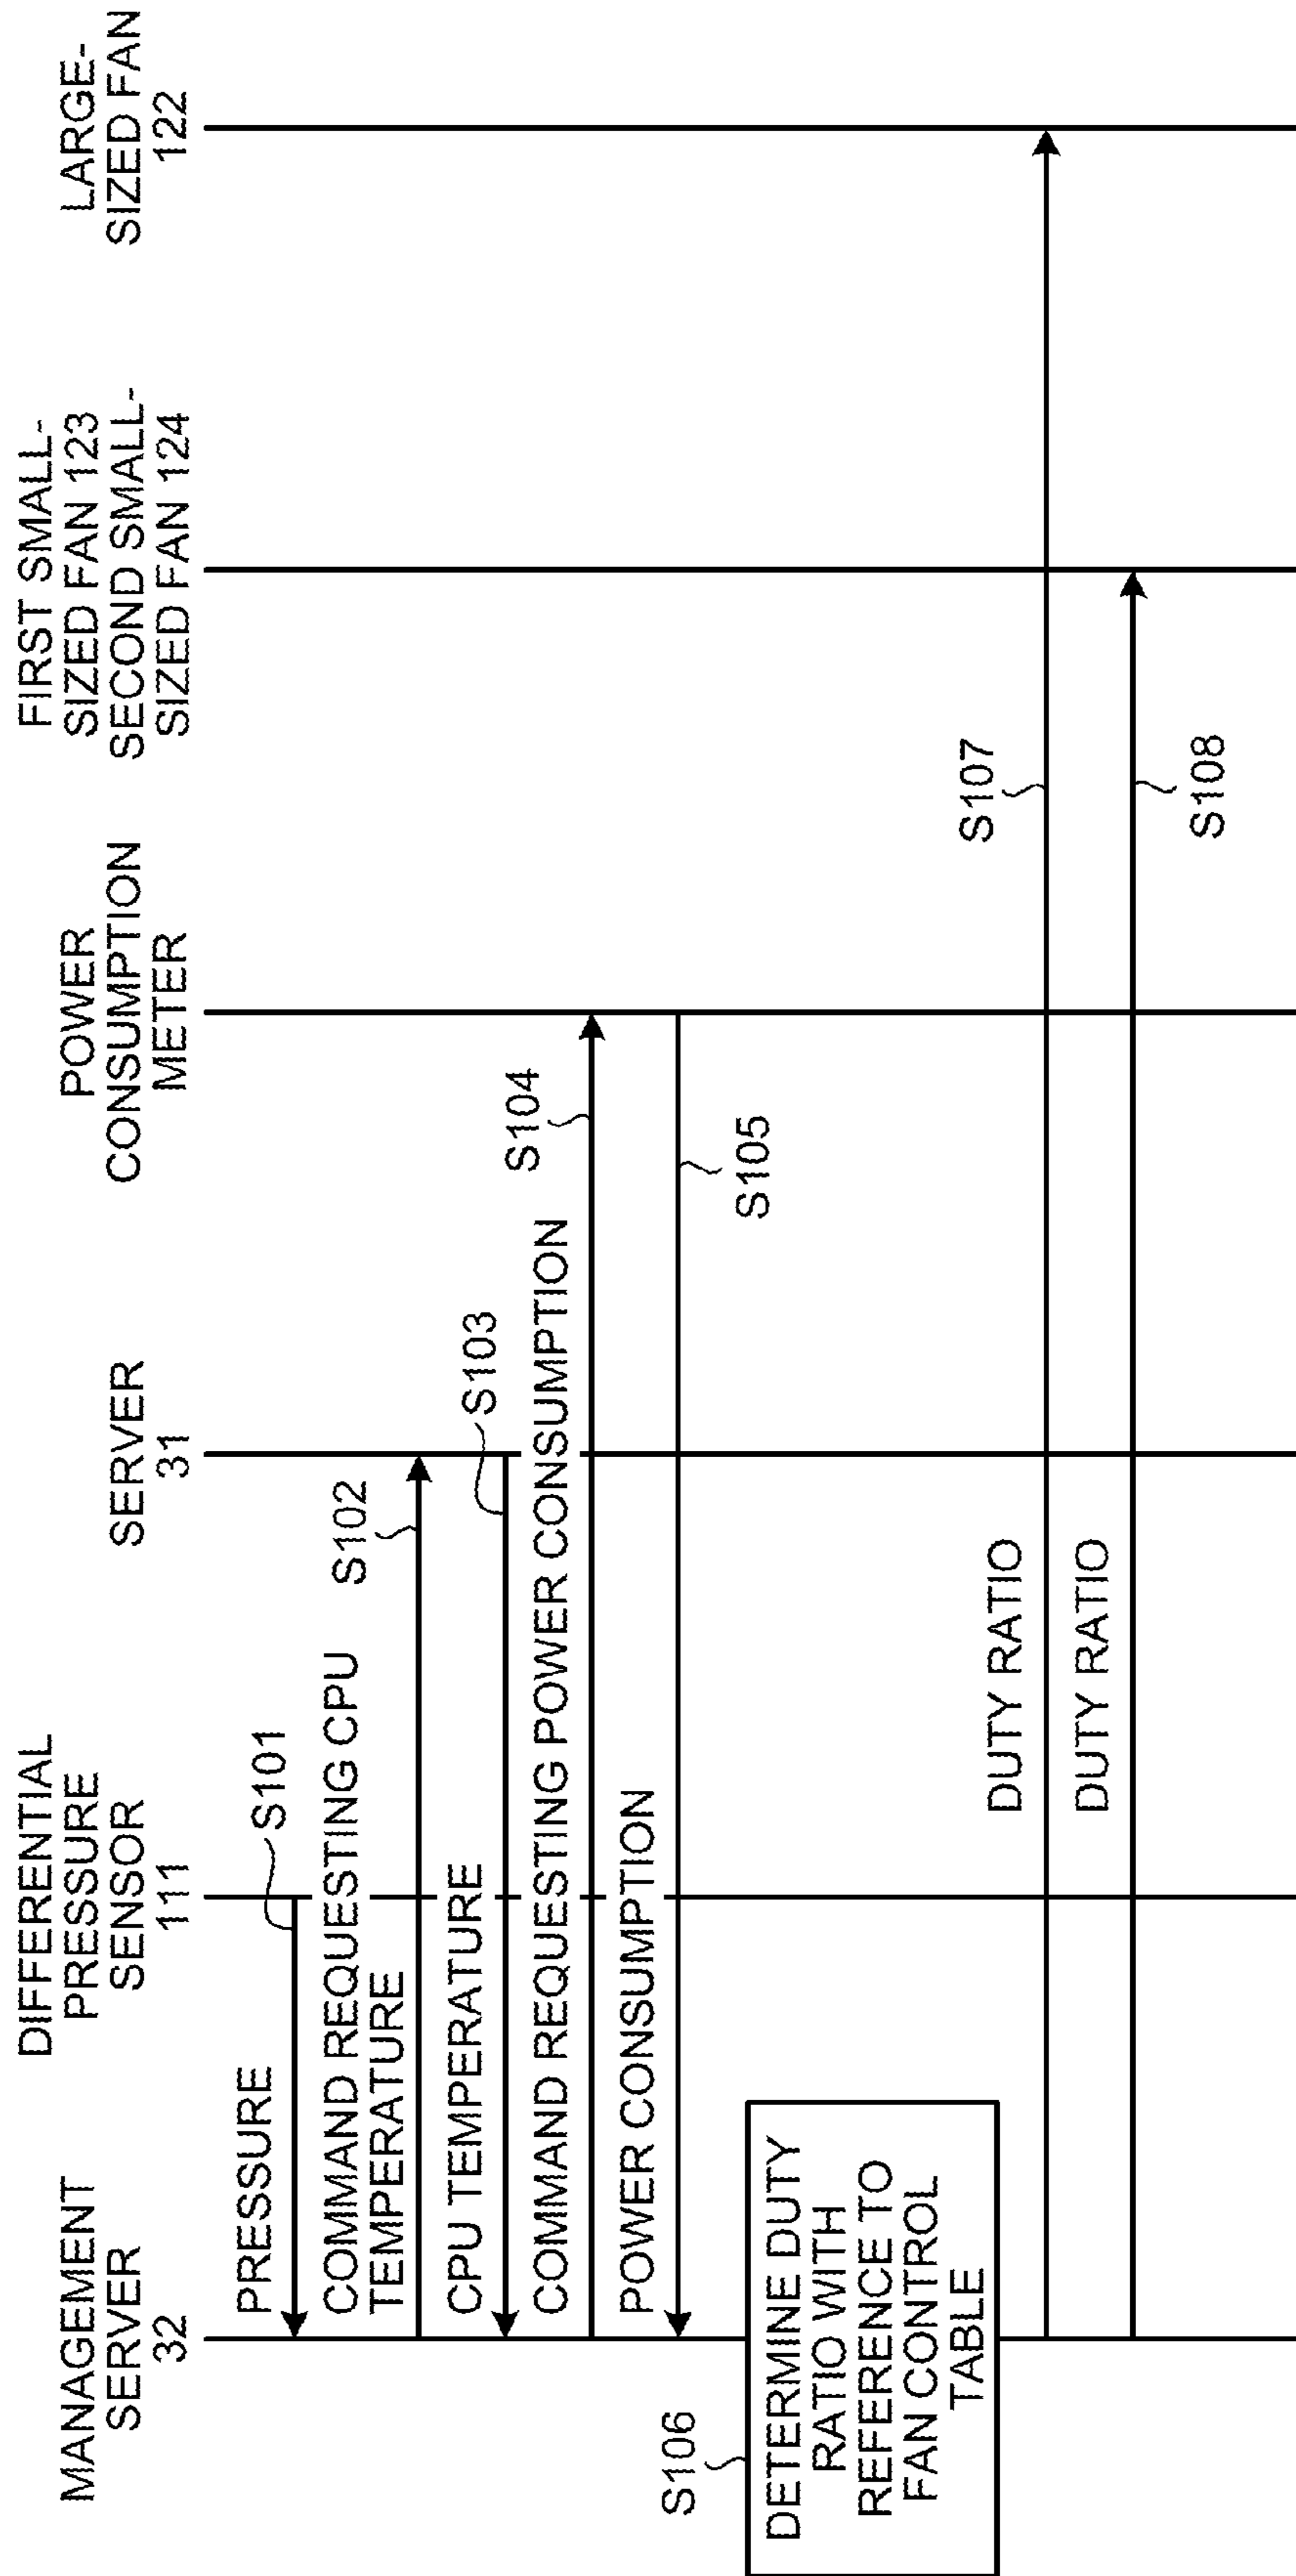 MANAGEMENT
SERVER
32
DIFFERENTIAL
PRESSURE
SENSOR
111
SERVER
31
POWER
CONSUMPTION
METER
FIRST SMALL-
SIZED FAN 123
SECOND SMALL-
SIZED FAN 124
LARGE-
SIZED FAN
122
PRESSURE
S101
COMMAND REQUESTING CPU
TEMPERATURE
S102
CPU TEMPERATURE
S103
COMMAND REQUESTING POWER CONSUMPTION
S104
POWER CONSUMPTION
S105
S106
DETERMINE DUTY
RATIO WITH
REFERENCE TO
FAN CONTROL
TABLE
DUTY RATIO
S107
DUTY RATIO
S108